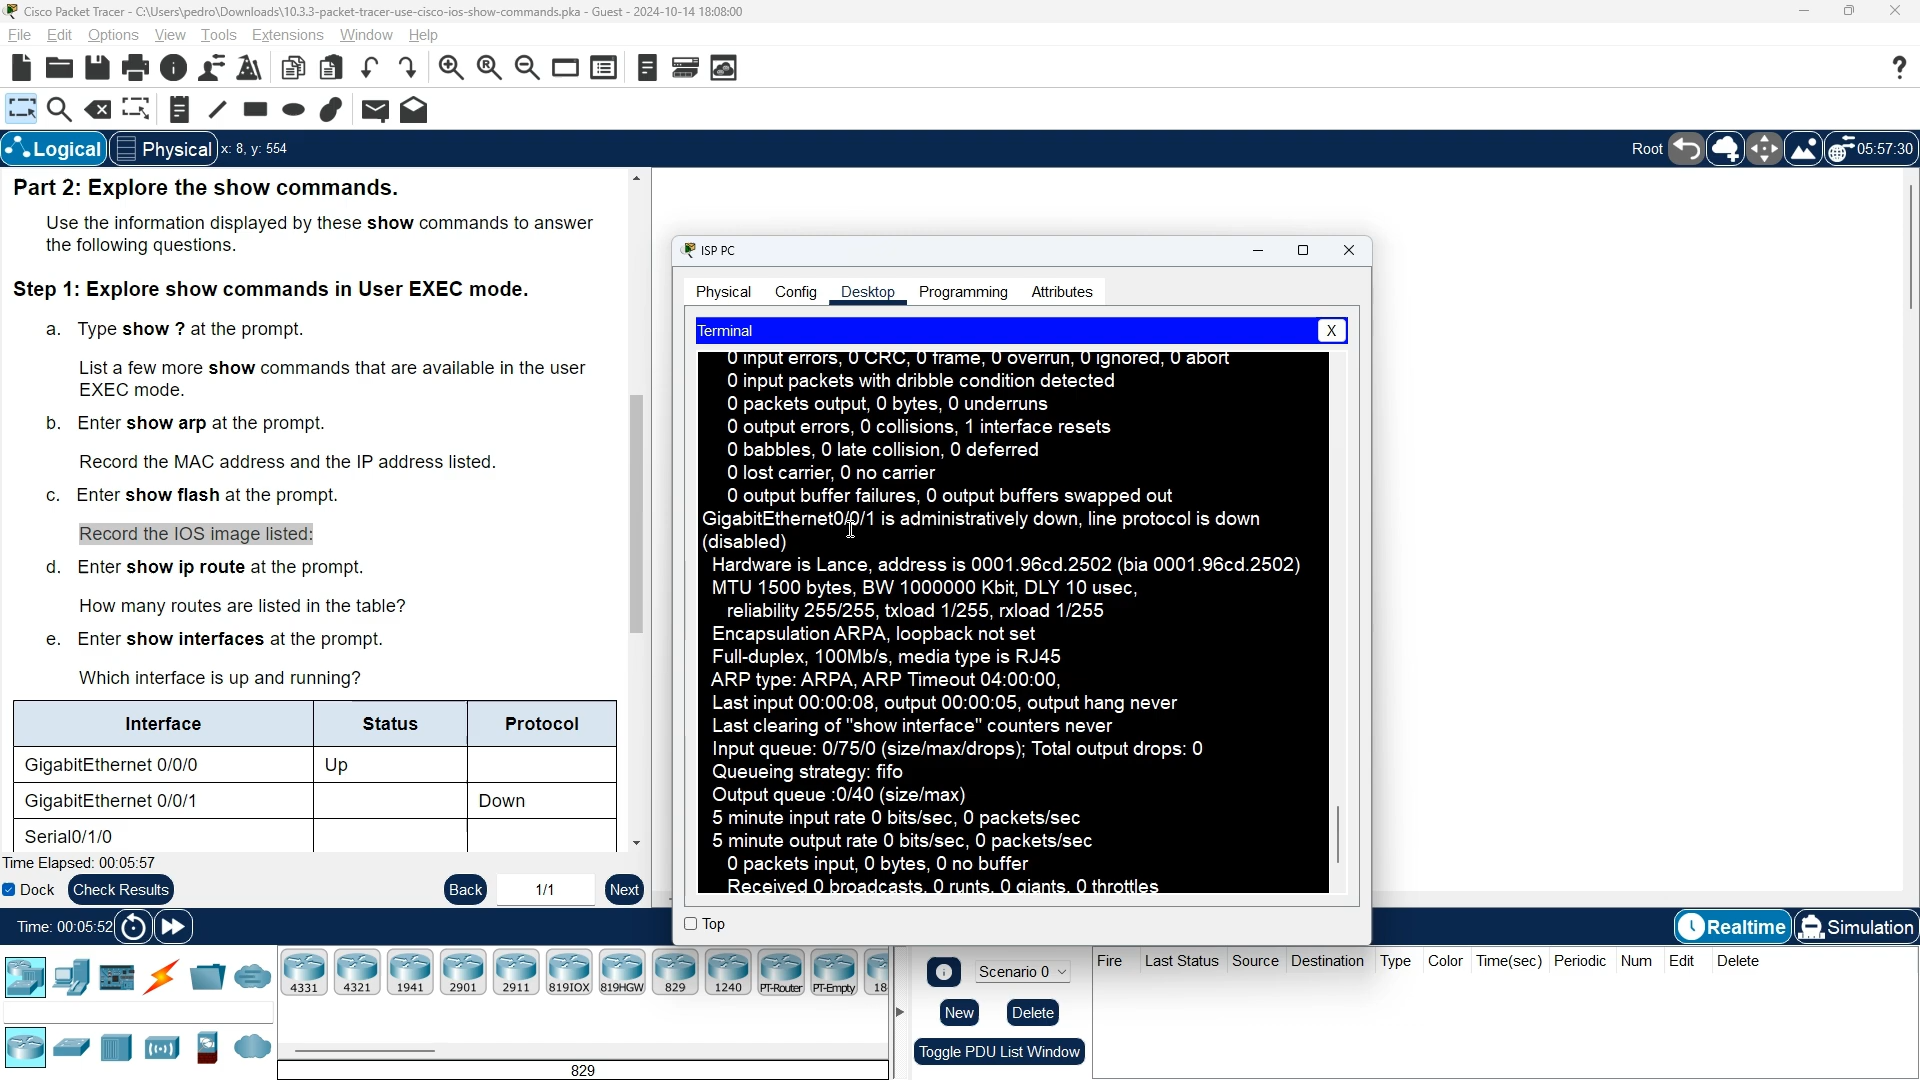 Cisco Packet Tracer - C:\Users\pedro\Downloads\10.3.3-packet-tracer-use-cisco-ios-show-commands.pka - Guest - 2024-10-14 18:08:00
File Edit Options View Tools Extensions Window Help
?
Logical Physical x: 8, y: 554 Root 05:57:30
Part 2: Explore the show commands.
Use the information displayed by these show commands to answer
the following questions.
Step 1: Explore show commands in User EXEC mode.
a. Type show ? at the prompt.
List a few more show commands that are available in the user
EXEC mode.
b. Enter show arp at the prompt.
Record the MAC address and the IP address listed.
c. Enter show flash at the prompt.
Record the IOS image listed:
d. Enter show ip route at the prompt.
How many routes are listed in the table?
e. Enter show interfaces at the prompt.
Which interface is up and running?
Interface Status Protocol
GigabitEthernet 0/0/0 Up
GigabitEthernet 0/0/1 Down
Serial0/1/0
Time Elapsed: 00:05:57
Dock Check Results Back 1/1 Next
ISP PC
Physical Config Desktop Programming Attributes
Terminal X
0 input errors, 0 CRC, 0 frame, 0 overrun, 0 ignored, 0 abort
0 input packets with dribble condition detected
0 packets output, 0 bytes, 0 underruns
0 output errors, 0 collisions, 1 interface resets
0 babbles, 0 late collision, 0 deferred
0 lost carrier, 0 no carrier
0 output buffer failures, 0 output buffers swapped out
GigabitEthernet0/0/1 is administratively down, line protocol is down
(disabled)
Hardware is Lance, address is 0001.96cd.2502 (bia 0001.96cd.2502)
MTU 1500 bytes, BW 1000000 Kbit, DLY 10 usec,
reliability 255/255, txload 1/255, rxload 1/255
Encapsulation ARPA, loopback not set
Full-duplex, 100Mb/s, media type is RJ45
ARP type: ARPA, ARP Timeout 04:00:00,
Last input 00:00:08, output 00:00:05, output hang never
Last clearing of "show interface" counters never
Input queue: 0/75/0 (size/max/drops); Total output drops: 0
Queueing strategy: fifo
Output queue :0/40 (size/max)
5 minute input rate 0 bits/sec, 0 packets/sec
5 minute output rate 0 bits/sec, 0 packets/sec
0 packets input, 0 bytes, 0 no buffer
Received 0 broadcasts, 0 runts, 0 giants, 0 throttles
Top
Time: 00:05:52 Realtime Simulation
4331 4321 1941 2901 2911 819IOX 819HGW 829 1240 PT-Router PT-Empty 18
829
Scenario 0
New Delete
Toggle PDU List Window
Fire Last Status Source Destination Type Color Time(sec) Periodic Num Edit Delete